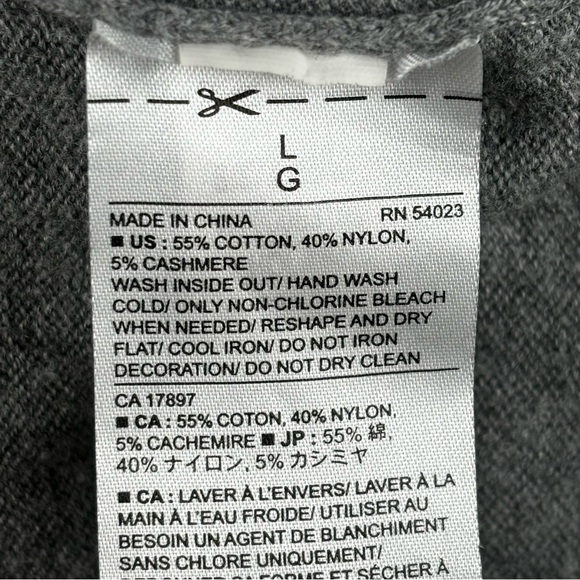 L
G
MADE IN CHINA RN 54023
■ US : 55% COTTON, 40% NYLON,
5% CASHMERE
WASH INSIDE OUT/ HAND WASH
COLD/ ONLY NON-CHLORINE BLEACH
WHEN NEEDED/ RESHAPE AND DRY
FLAT/ COOL IRON/ DO NOT IRON
DECORATION/ DO NOT DRY CLEAN
CA 17897
■ CA : 55% COTON, 40% NYLON,
5% CACHEMIRE ■ JP : 55% 綿,
40% ナイロン, 5% カシミヤ
■ CA : LAVER À L'ENVERS/ LAVER À LA
MAIN À L'EAU FROIDE/ UTILISER AU
BESOIN UN AGENT DE BLANCHIMENT
SANS CHLORE UNIQUEMENT/
FORME ET SÉCHER À